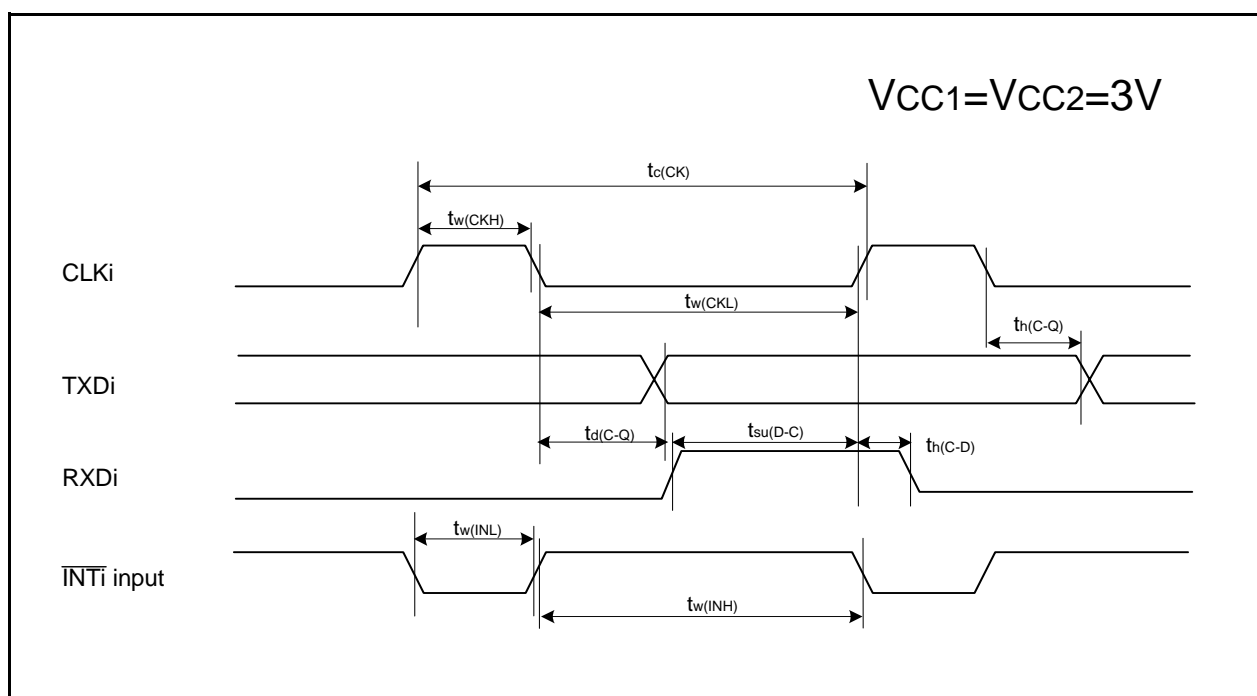 VCC1=VCC2=3V
tc(CK)
tw(CKH)
CLKi
tw(CKL)
th(C-Q)
TXDi
td(C-Q)
tsu(D-C)
th(C-D)
RXDi
tw(INL)
INTi input
tw(INH)